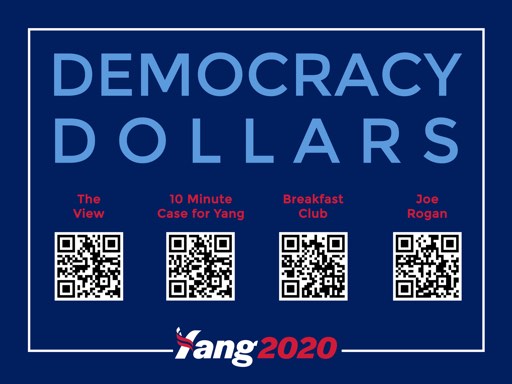 DEMOCRACY
DOLLARS
The
View
10 Minute
Case for Yang
Breakfast
Club
Joe
Rogan
Yang2020